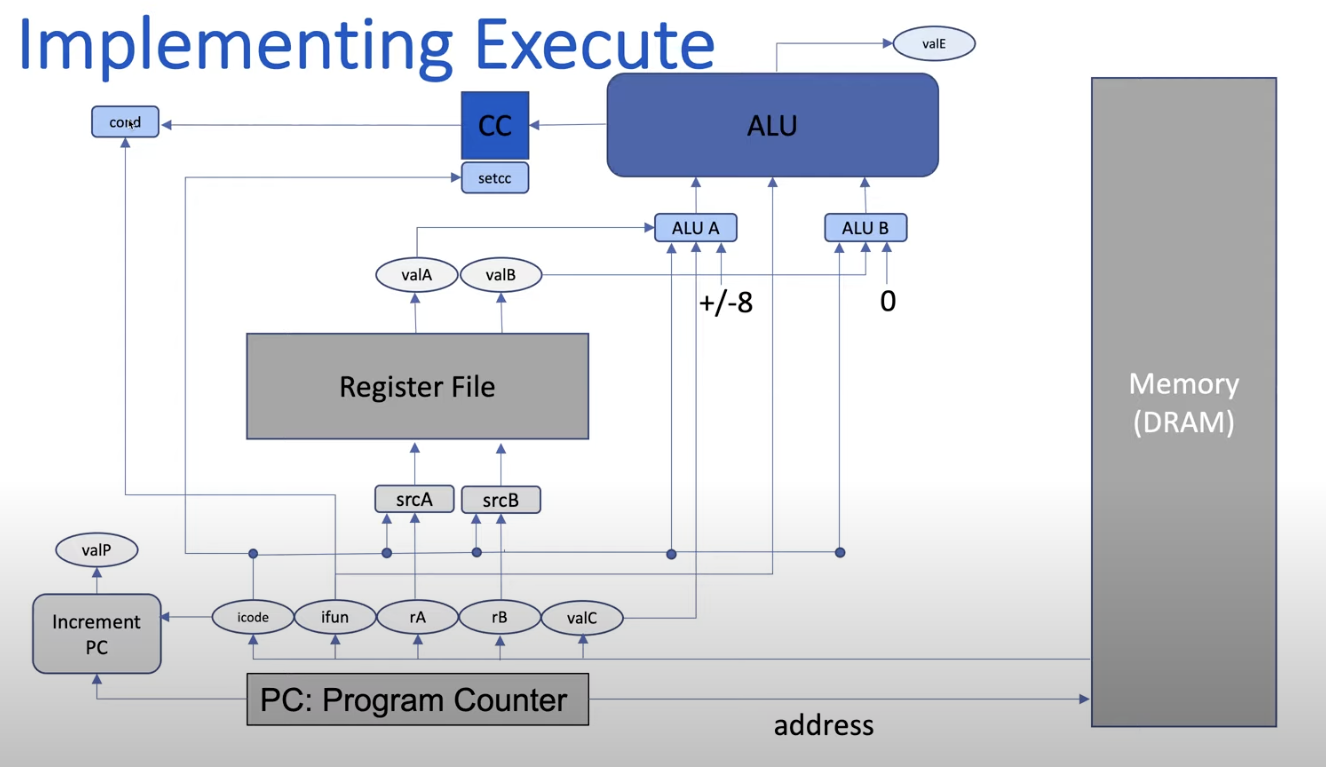 Implementing Execute
valE
cond
CC
ALU
setcc
ALU A
ALU B
valA
valB
+/-8
0
Register File
Memory
(DRAM)
srcA
srcB
valP
Increment
PC
icode
ifun
rA
rB
valC
PC: Program Counter
address